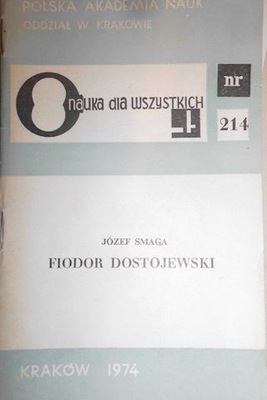 POLSKA AKADEMIA NAUK
ODDZIAŁ W KRAKOWIE
nauka dla wszystkich
nr
214
JÓZEF SMAGA
FIODOR DOSTOJEWSKI
KRAKÓW 1974